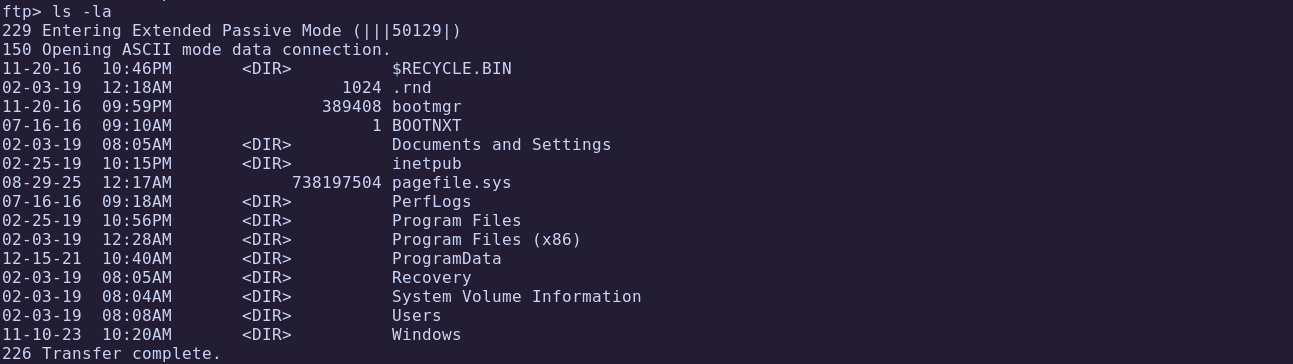 ftp> ls -la
229 Entering Extended Passive Mode (|||50129|)
150 Opening ASCII mode data connection.
11-20-16  10:46PM       <DIR>          $RECYCLE.BIN
02-03-19  12:18AM                 1024 .rnd
11-20-16  09:59PM               389408 bootmgr
07-16-16  09:10AM                    1 BOOTNXT
02-03-19  08:05AM       <DIR>          Documents and Settings
02-25-19  10:15PM       <DIR>          inetpub
08-29-25  12:17AM            738197504 pagefile.sys
07-16-16  09:18AM       <DIR>          PerfLogs
02-25-19  10:56PM       <DIR>          Program Files
02-03-19  12:28AM       <DIR>          Program Files (x86)
12-15-21  10:40AM       <DIR>          ProgramData
02-03-19  08:05AM       <DIR>          Recovery
02-03-19  08:04AM       <DIR>          System Volume Information
02-03-19  08:08AM       <DIR>          Users
11-10-23  10:20AM       <DIR>          Windows
226 Transfer complete.